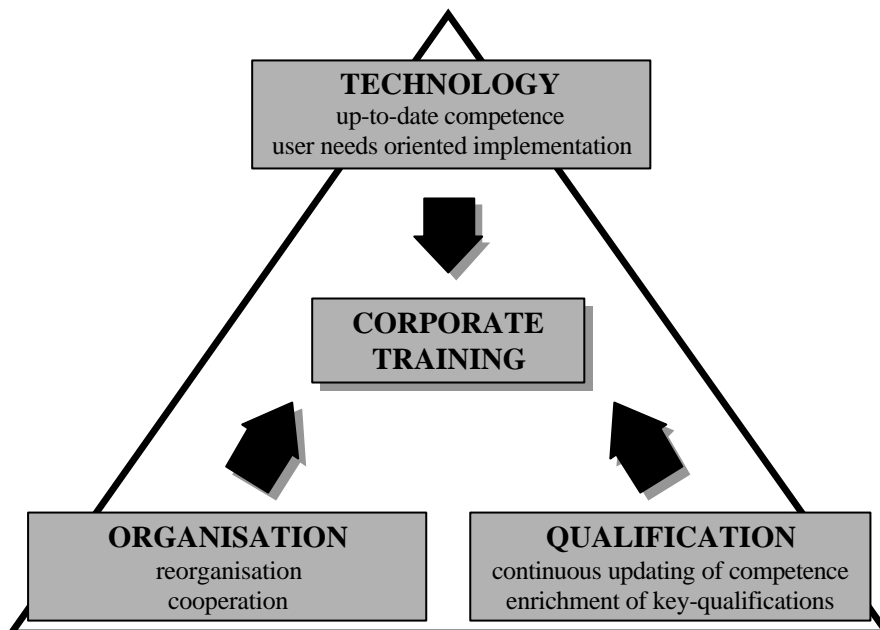 TECHNOLOGY
up-to-date competence
user needs oriented implementation
CORPORATE
TRAINING
ORGANISATION
reorganisation
cooperation
QUALIFICATION
continuous updating of competence
enrichment of key-qualifications